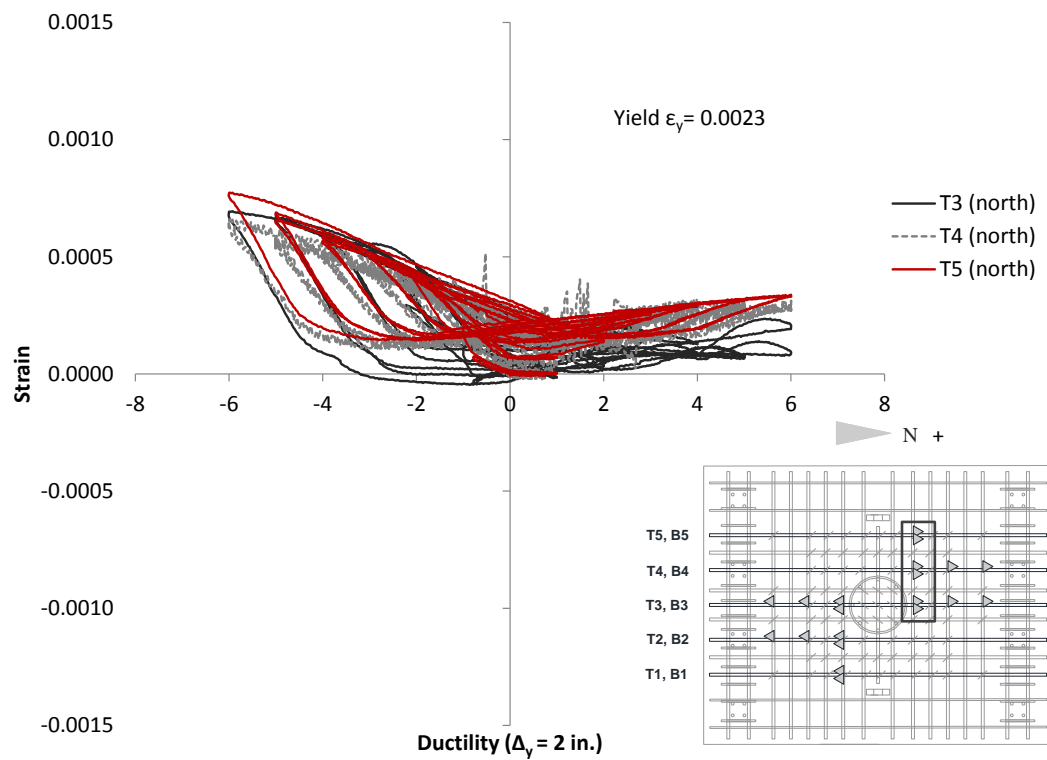 0.0015
0.0010
0.0005
0.0000
-0.0005
-0.0010
-0.0015
Strain
-8 -6 -4 -2 0 2 4 6 8
Ductility (Δy = 2 in.)
Yield εy= 0.0023
T3 (north)
T4 (north)
T5 (north)
N +
T5, B5
T4, B4
T3, B3
T2, B2
T1, B1